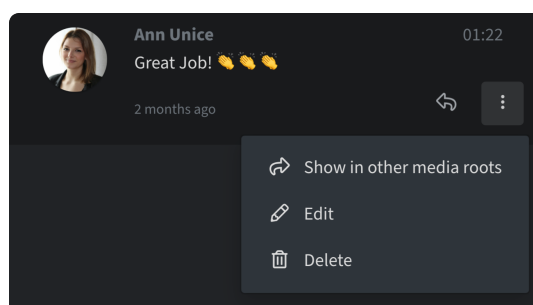 Ann Unice 01:22
Great Job! 👏👏👏
2 months ago
Show in other media roots
Edit
Delete